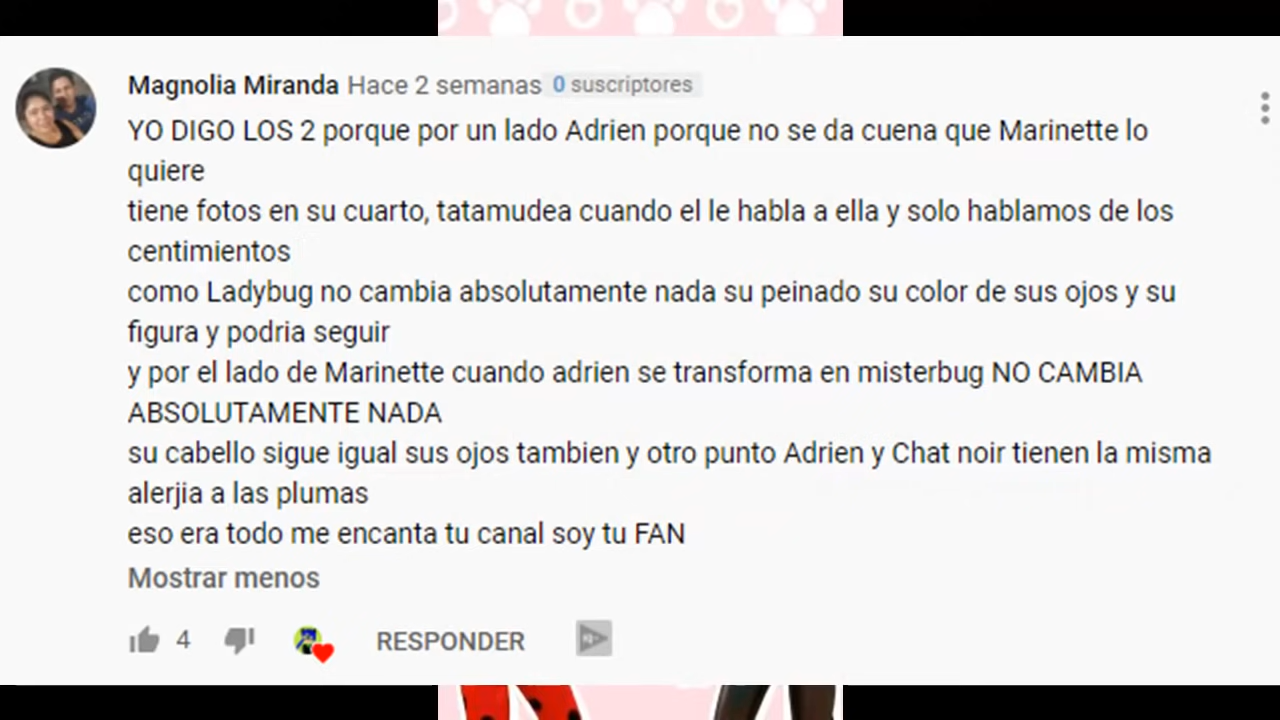 Magnolia Miranda Hace 2 semanas 0 suscriptores
YO DIGO LOS 2 porque por un lado Adrien porque no se da cuena que Marinette lo
quiere
tiene fotos en su cuarto, tatamudea cuando el le habla a ella y solo hablamos de los
centimientos
como Ladybug no cambia absolutamente nada su peinado su color de sus ojos y su
figura y podria seguir
y por el lado de Marinette cuando adrien se transforma en misterbug NO CAMBIA
ABSOLUTAMENTE NADA
su cabello sigue igual sus ojos tambien y otro punto Adrien y Chat noir tienen la misma
alerjia a las plumas
eso era todo me encanta tu canal soy tu FAN
Mostrar menos
4 RESPONDER